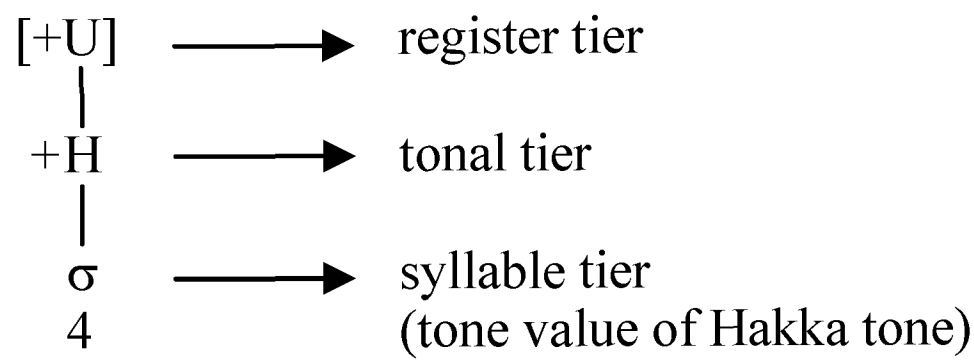 [+U] register tier
+H tonal tier
σ syllable tier
4 (tone value of Hakka tone)